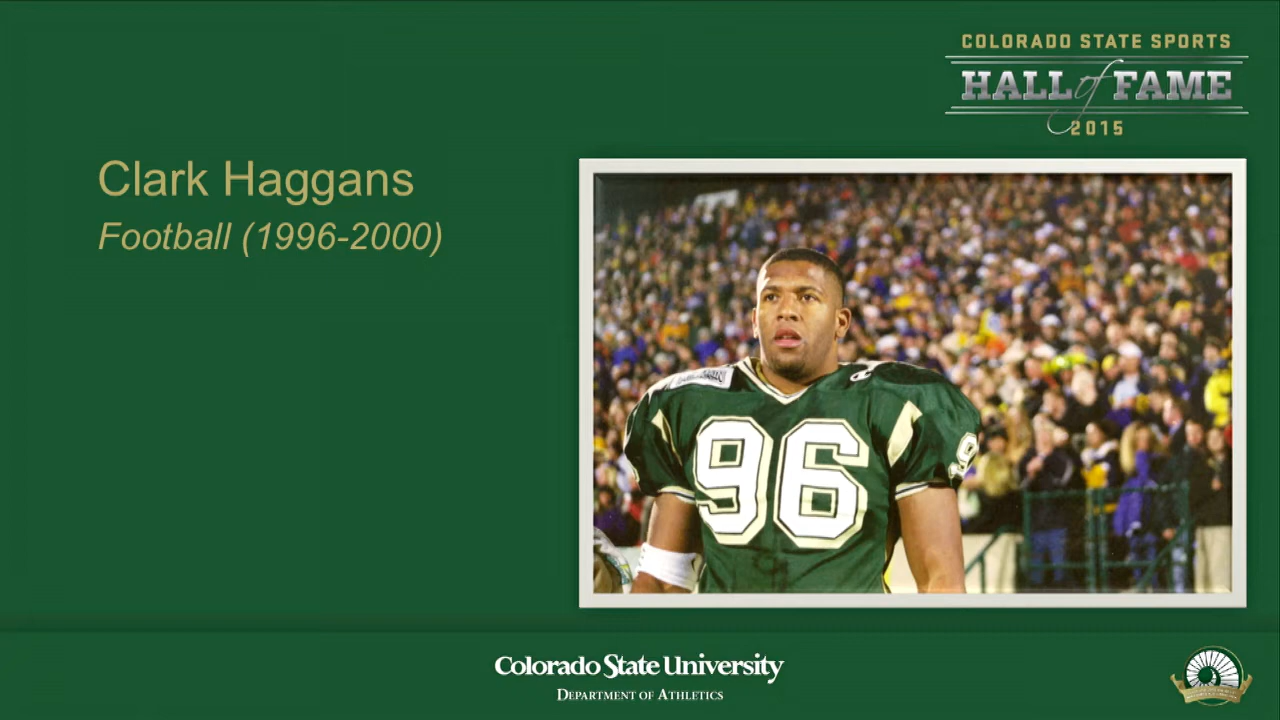 COLORADO STATE SPORTS
HALL of FAME
2015
Clark Haggans
Football (1996-2000)
96
96
Colorado State University
DEPARTMENT OF ATHLETICS